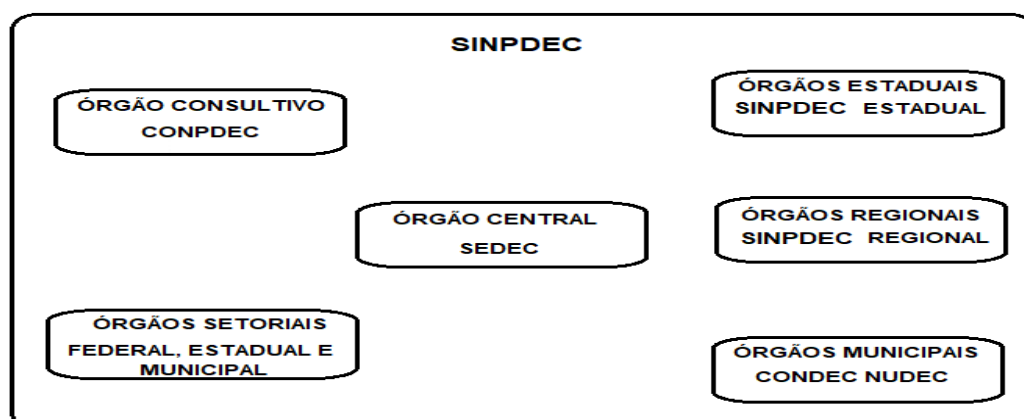 SINPDEC
ÓRGÃO CONSULTIVO
CONPDEC
ÓRGÃOS ESTADUAIS
SINPDEC ESTADUAL
ÓRGÃO CENTRAL
SEDEC
ÓRGÃOS REGIONAIS
SINPDEC REGIONAL
ÓRGÃOS SETORIAIS
FEDERAL, ESTADUAL E
MUNICIPAL
ÓRGÃOS MUNICIPAIS
CONDEC NUDEC